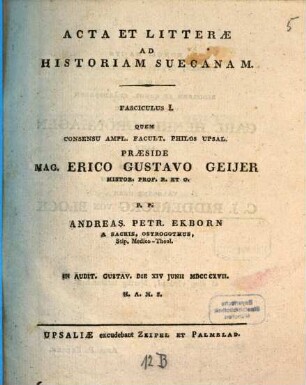 5
ACTA ET LITTERÆ
AD
HISTORIAM SUECANAM.
FASCICULUS I.
QUEM
CONSENSU AMPL. FACULT. PHILOS UPSAL.
PRÆSIDE
MAG. ERICO GUSTAVO GEIJER
HISTOR. PROF. R. ET O.
P. P.
ANDREAS. PETR. EKBORN
A SACRIS, OSTROGOTHUS,
Stip. Medico-Theol.
IN AUDIT. GUSTAV. DIE XIV JUNII MDCCCXVII.
H. A. M. S.
UPSALIÆ excudebant ZEIPEL ET PALMBLAD.
12 B